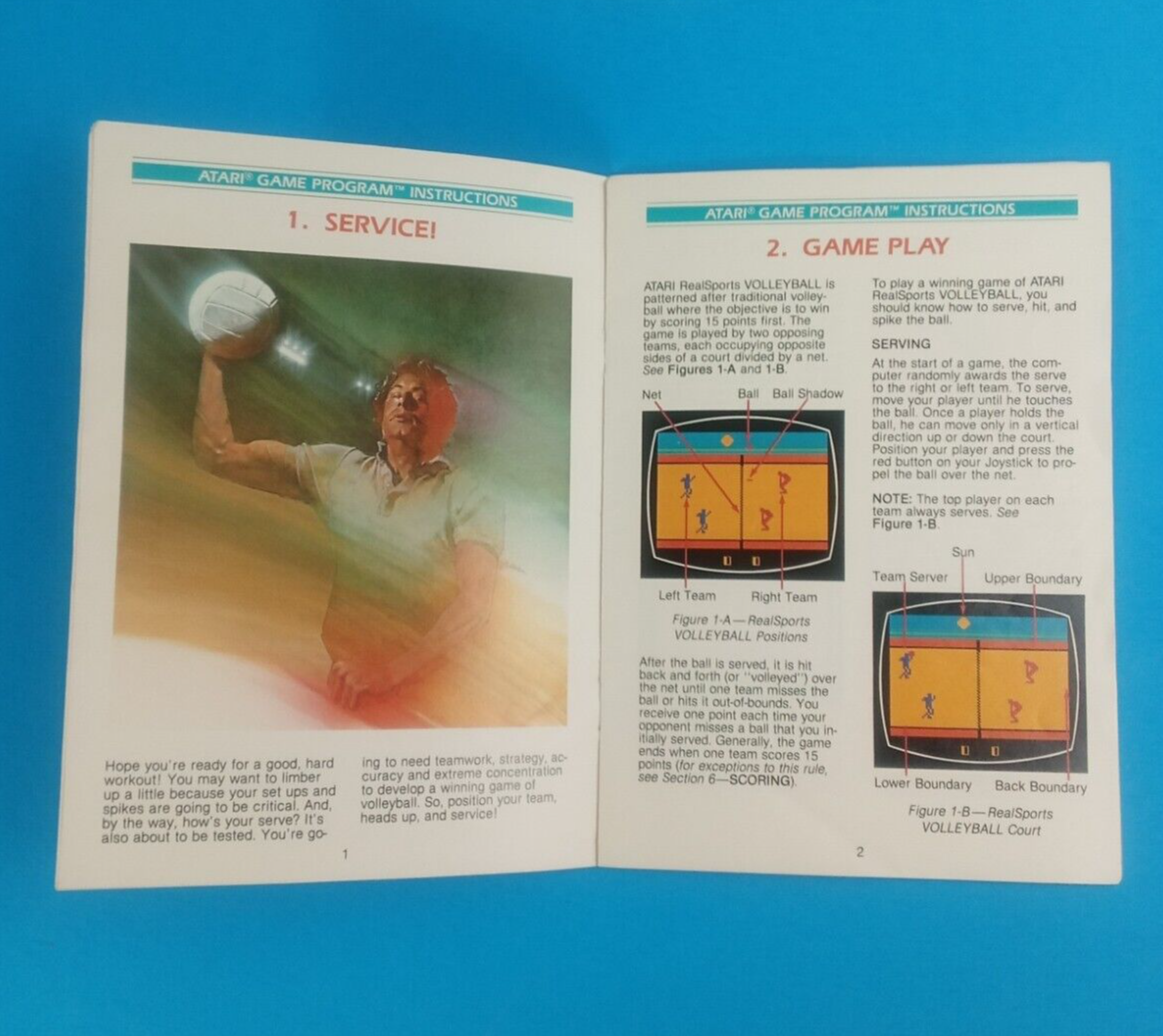 ATARI® GAME PROGRAM™ INSTRUCTIONS
1. SERVICE!
Hope you're ready for a good, hard
workout! You may want to limber
up a little because your set ups and
spikes are going to be critical. And,
by the way, how's your serve? It's
also about to be tested. You're go-
ing to need teamwork, strategy, ac-
curacy and extreme concentration
to develop a winning game of
volleyball. So, position your team,
heads up, and service!
1
ATARI® GAME PROGRAM™ INSTRUCTIONS
2. GAME PLAY
ATARI RealSports VOLLEYBALL is
patterned after traditional volley-
ball where the objective is to win
by scoring 15 points first. The
game is played by two opposing
teams, each occupying opposite
sides of a court divided by a net.
See Figures 1-A and 1-B.
Net Ball Ball Shadow
0 0
Left Team Right Team
Figure 1-A—RealSports
VOLLEYBALL Positions
After the ball is served, it is hit
back and forth (or "volleyed") over
the net until one team misses the
ball or hits it out-of-bounds. You
receive one point each time your
opponent misses a ball that you in-
itially served. Generally, the game
ends when one team scores 15
points (for exceptions to this rule,
see Section 6—SCORING).
To play a winning game of ATARI
RealSports VOLLEYBALL, you
should know how to serve, hit, and
spike the ball.
SERVING
At the start of a game, the com-
puter randomly awards the serve
to the right or left team. To serve,
move your player until he touches
the ball. Once a player holds the
ball, he can move only in a vertical
direction up or down the court.
Position your player and press the
red button on your Joystick to pro-
pel the ball over the net.
NOTE: The top player on each
team always serves. See
Figure 1-B.
Sun
Team Server Upper Boundary
0 0
Lower Boundary Back Boundary
Figure 1-B—RealSports
VOLLEYBALL Court
2